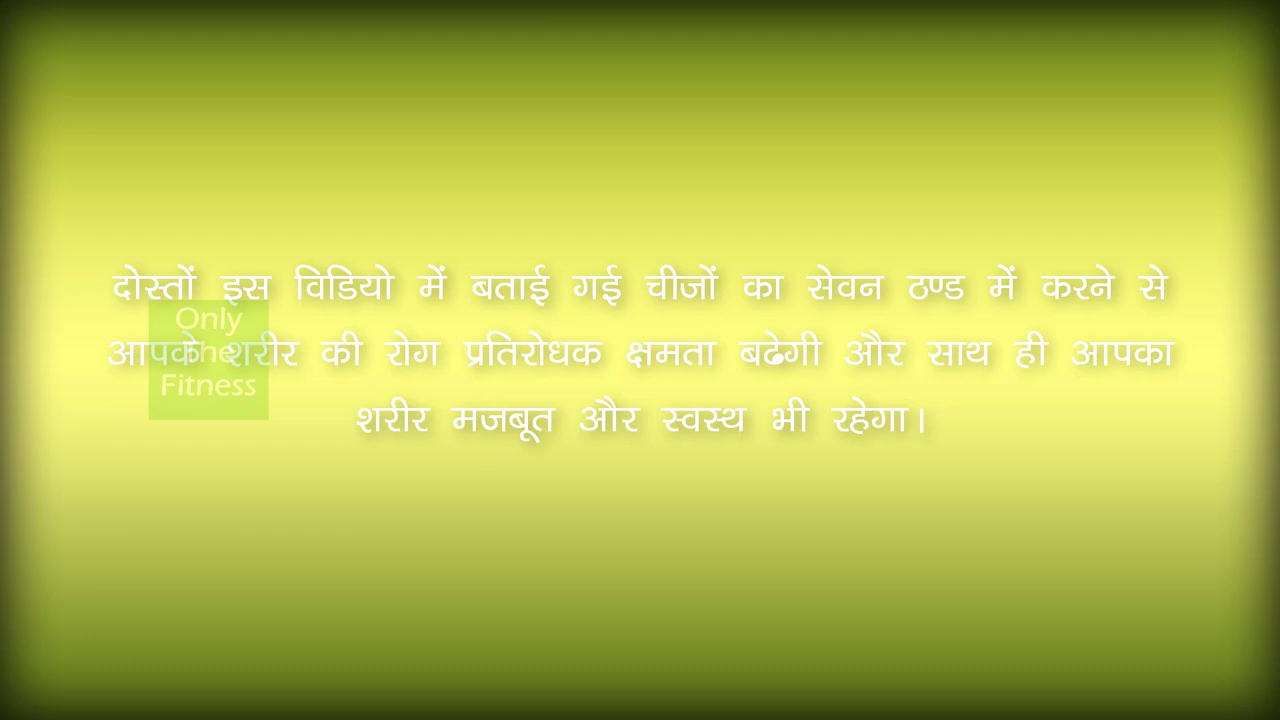 दोस्तों इस विडियो में बताई गई चीजों का सेवन ठण्ड में करने से
आपके शरीर की रोग प्रतिरोधक क्षमता बढेगी और साथ ही आपका
शरीर मजबूत और स्वस्थ भी रहेगा।
Only
The
Fitness